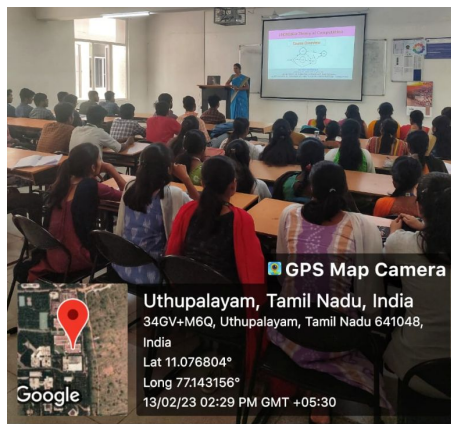 GPS Map Camera
Uthupalayam, Tamil Nadu, India
34GV+M6Q, Uthupalayam, Tamil Nadu 641048,
India
Lat 11.076804°
Long 77.143156°
13/02/23 02:29 PM GMT +05:30
Google